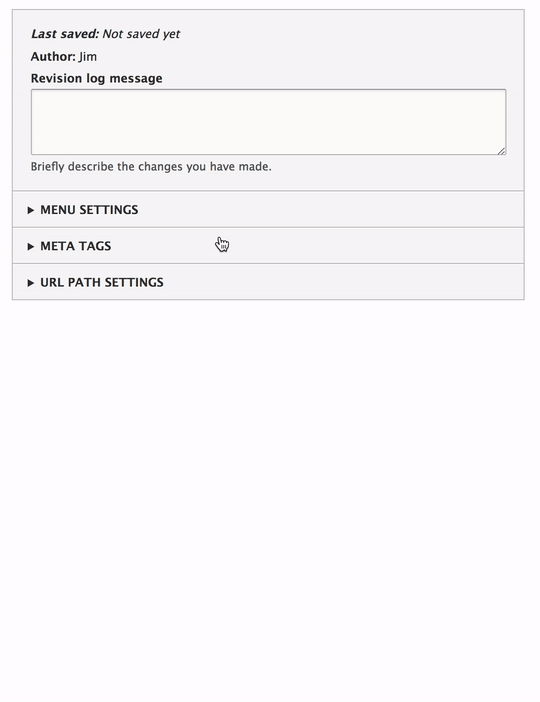 Last saved: Not saved yet
Author: Jim
Revision log message
Briefly describe the changes you have made.
MENU SETTINGS
META TAGS
URL PATH SETTINGS